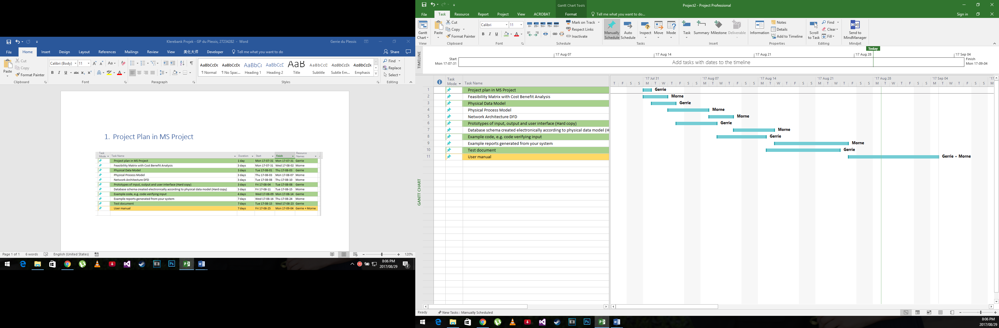 Klerebank Projek - GP du Plessis, 27234282 - Word
Gerrie du Plessis
File Home Insert Design Layout References Mailings Review View 美化大师 Developer Tell me what you want to do Share
Paste
Cut
Copy
Format Painter
Clipboard
Calibri (Body) 11
Font
Paragraph
AaBbCcDc AaBbCcDc AaBbCc AaBbCcE AaB AaBbCcD AaBbCcDc AaBbCcDc
¶ Normal ¶ No Spac... Heading 1 Heading 2 Title Subtitle Subtle Em... Emphasis
Styles
Find
Replace
Select
Editing
1. Project Plan in MS Project
Task Mode Task Name Duration Start Finish Resource Names
Project plan in MS Project 1 day Mon 17-07-31 Mon 17-07-31 Gerrie
Feasibility Matrix with Cost Benefit Analysis 3 days Mon 17-07-31 Wed 17-08-02 Morne
Physical Data Model 3 days Tue 17-08-01 Thu 17-08-03 Gerrie
Physical Process Model 3 days Thu 17-08-03 Mon 17-08-07 Morne
Network Architecture DFD 3 days Tue 17-08-08 Thu 17-08-10 Morne
Prototypes of input, output and user interface (Hard copy) 3 days Fri 17-08-04 Tue 17-08-08 Gerrie
Database schema created electronically according to physical data model (Hard copy) 3 days Fri 17-08-11 Tue 17-08-15 Morne
Example code, e.g. code verifying input 4 days Wed 17-08-09 Mon 17-08-14 Gerrie
Example reports generated from your system 7 days Wed 17-08-16 Thu 17-08-24 Morne
Test document 7 days Tue 17-08-15 Wed 17-08-23 Gerrie
User manual 7 days Fri 17-08-25 Mon 17-09-04 Gerrie + Morne
Page 1 of 1 6 words English (United States) 120%
8:06 PM
2017/08/29
2
Gantt Chart Tools Project2 - Project Professional
File Task Resource Report Project View ACROBAT Format Tell me what you want to do... Sign in
Gantt Chart
View
Paste
Cut
Copy
Format Painter
Clipboard
Calibri 11
Font
0% 25% 50% 75% 100%
Mark on Track
Respect Links
Inactivate
Schedule
Manually Schedule
Auto Schedule
Inspect Move Mode
Tasks
Task Summary Milestone Deliverable
Insert
Information
Notes
Details
Add to Timeline
Properties
Scroll to Task
Find
Clear
Fill
Editing
Send to MindManager
Mindjet
TIMELINE
Today
'17 Aug 07 '17 Aug 14 '17 Aug 21 '17 Aug 28 '17 Sep 04
Start
Mon 17-07-31
Add tasks with dates to the timeline
Finish
Mon 17-09-04
GANTT CHART
Task Mode Task Name
'17 Jul 31 '17 Aug 07 '17 Aug 14 '17 Aug 21 '17 Aug 28 '17 Sep 04 '17
T F S S M T W T F S S M T W T F S S M T W T F S S M T W T F S S M T W T F S S M T W T F S S M
1 Project plan in MS Project Gerrie
2 Feasibility Matrix with Cost Benefit Analysis Morne
3 Physical Data Model Gerrie
4 Physical Process Model Morne
5 Network Architecture DFD Morne
6 Prototypes of input, output and user interface (Hard copy) Gerrie
7 Database schema created electronically according to physical data model (H Morne
8 Example code, e.g. code verifying input Gerrie
9 Example reports generated from your system Morne
10 Test document Gerrie
11 User manual Gerrie + Morne
Ready New Tasks : Manually Scheduled
8:06 PM
2017/08/29